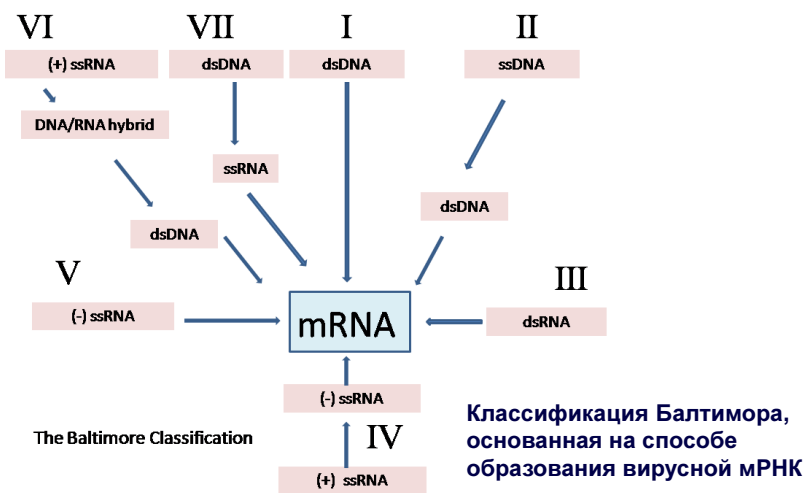 VI VII I II
(+) ssRNA dsDNA dsDNA ssDNA
DNA/RNA hybrid
ssRNA
dsDNA
dsDNA
V
III
(-) ssRNA
mRNA
dsRNA
(-) ssRNA
The Baltimore Classification
IV
(+) ssRNA
Классификация Балтимора,
основанная на способе
образования вирусной мРНК